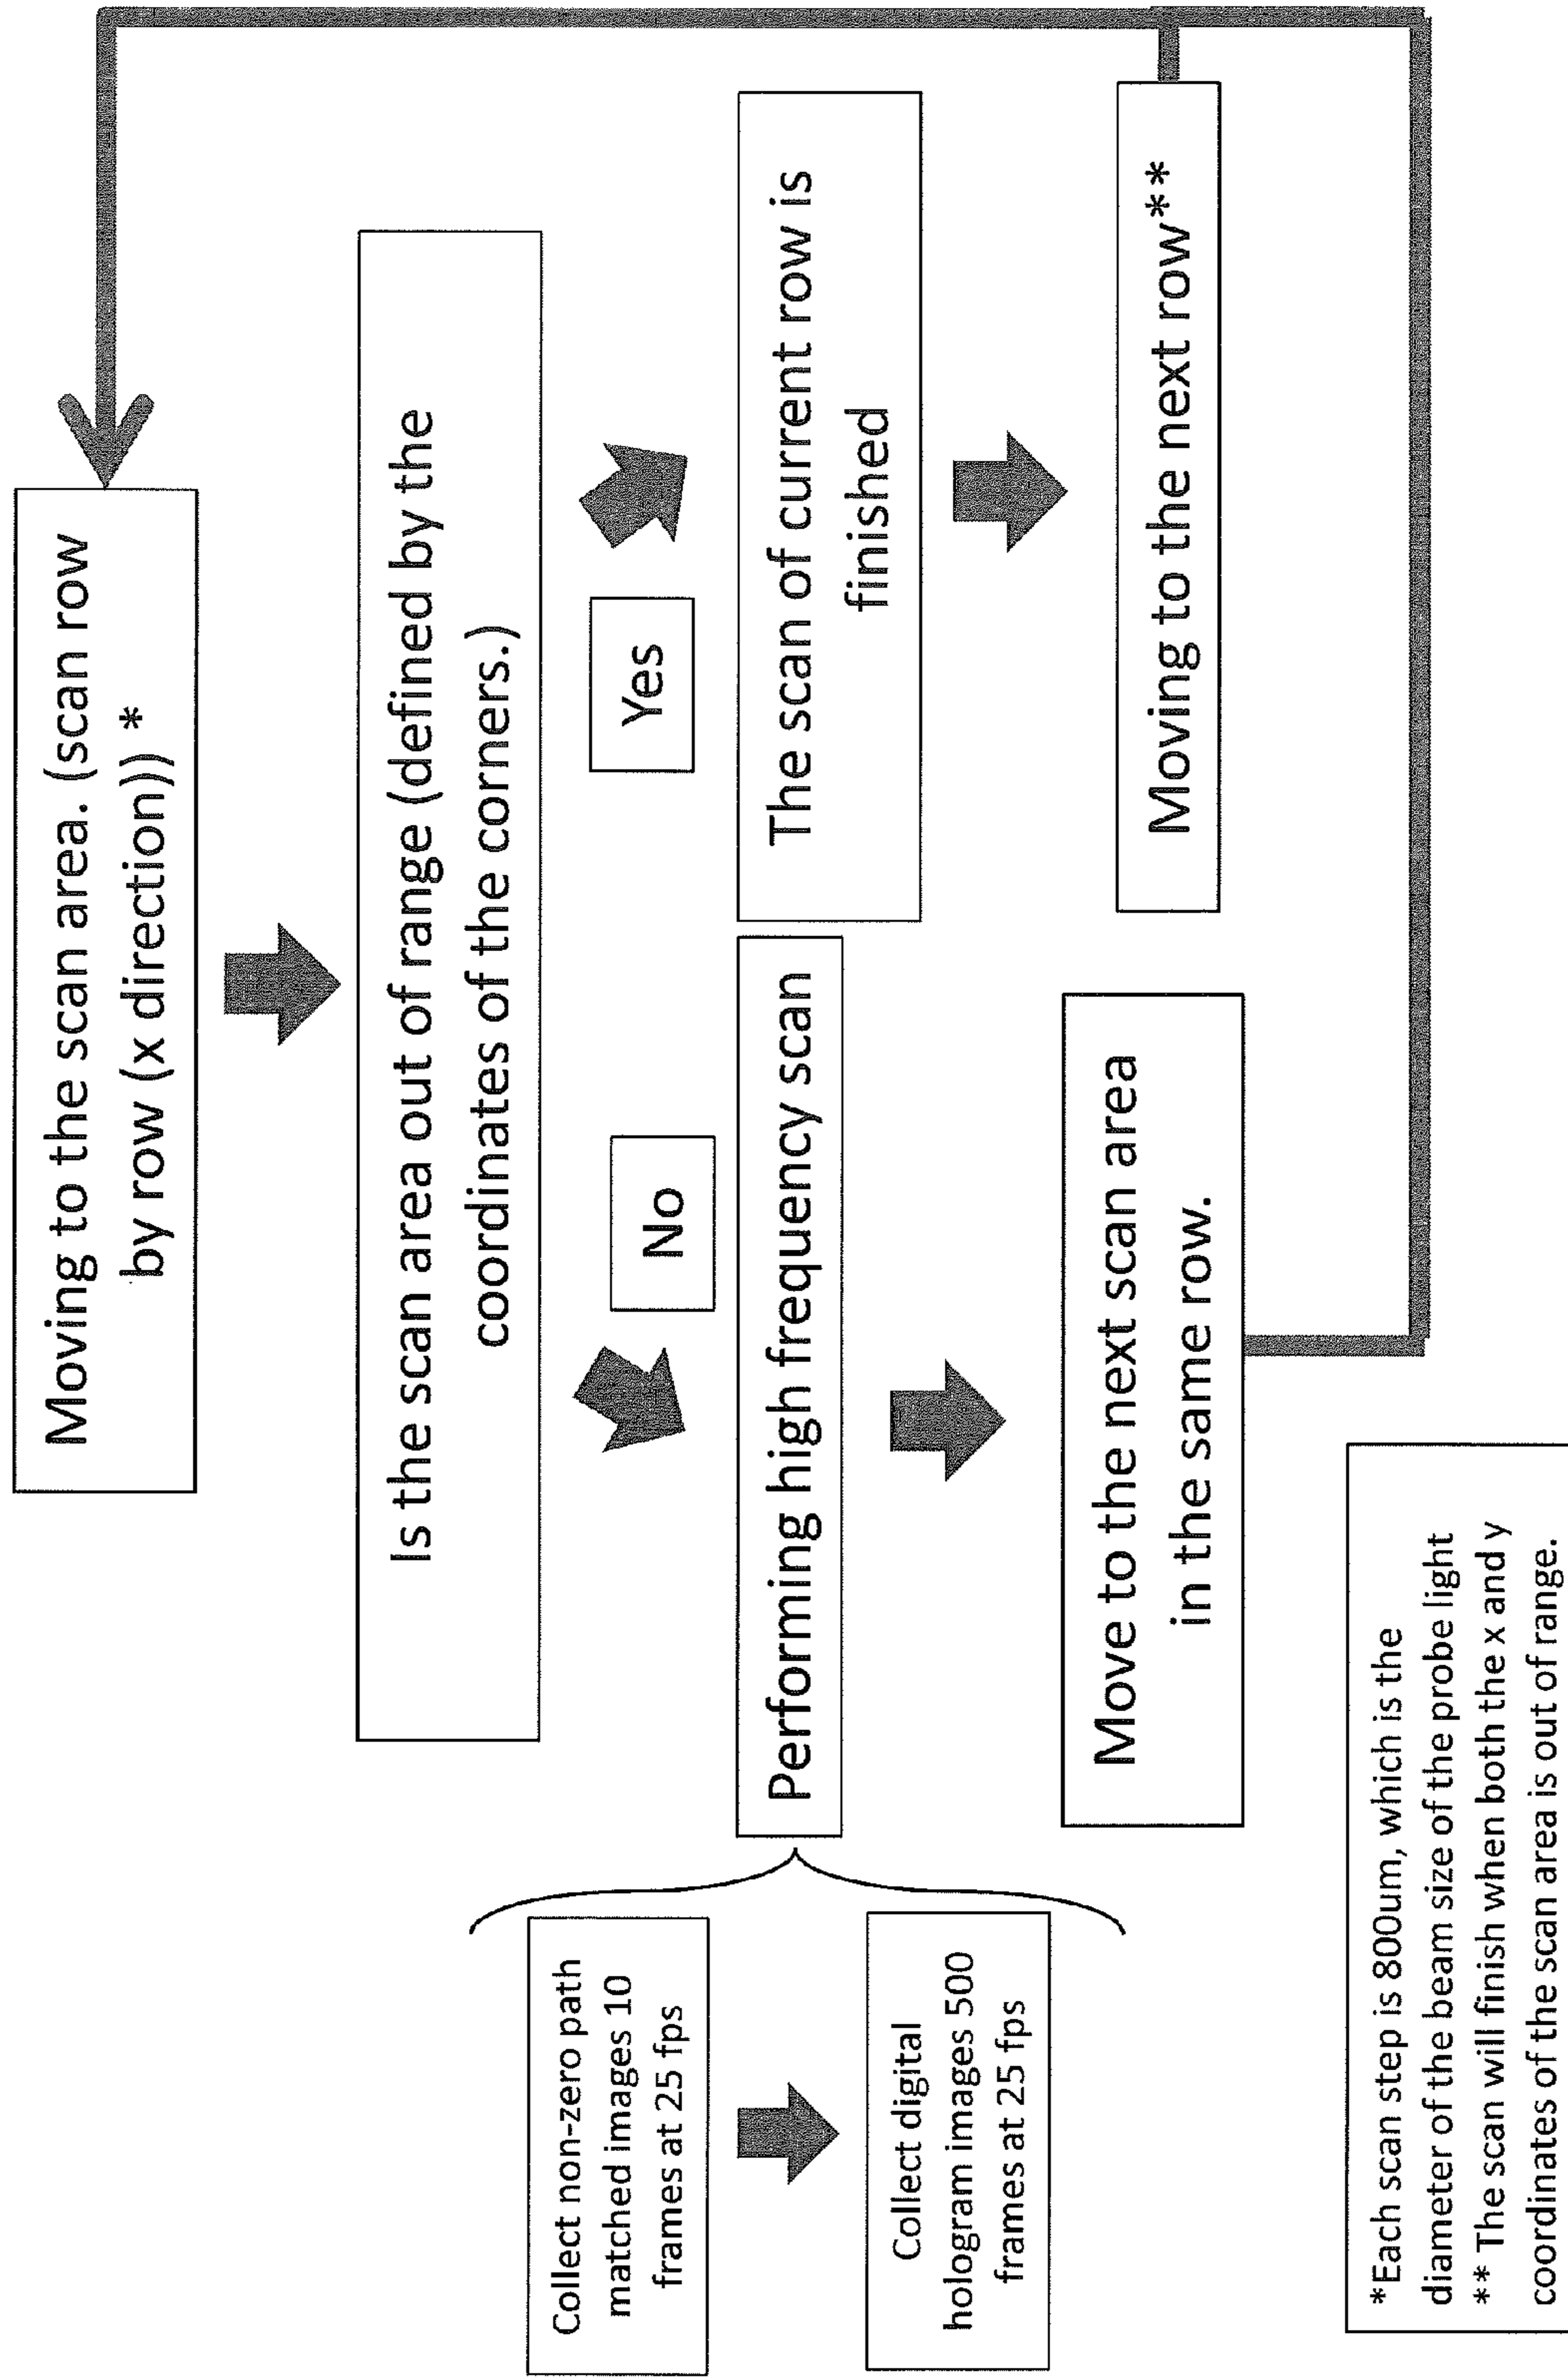 Moving to the scan area. (scan row
by row (x direction)) *
Is the scan area out of range (defined by the
coordinates of the corners.)
No
Yes
Collect non-zero path
matched images 10
frames at 25 fps
Collect digital
hologram images 500
frames at 25 fps
Performing high frequency scan
The scan of current row is
finished
Move to the next scan area
in the same row.
Moving to the next row**
*Each scan step is 800um, which is the
diameter of the beam size of the probe light
** The scan will finish when both the x and y
coordinates of the scan area is out of range.